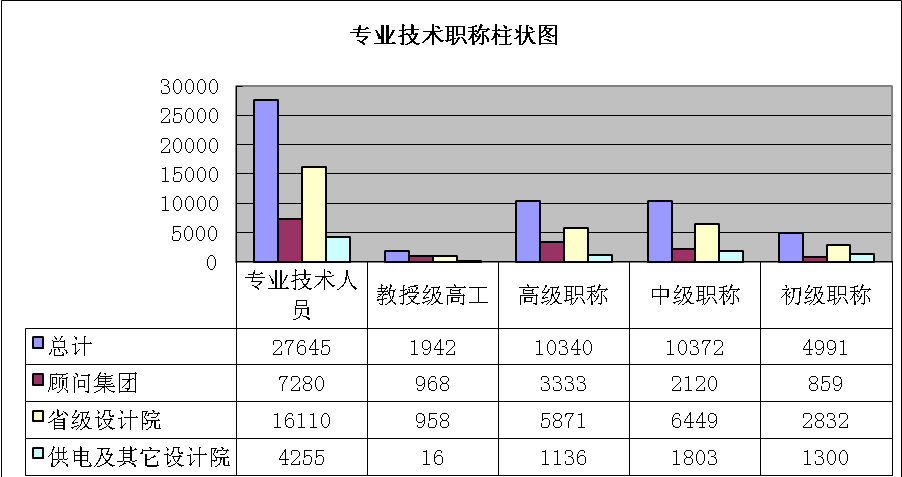 专业技术职称柱状图
30000
25000
20000
15000
10000
5000
0
专业技术人
员
教授级高工
高级职称
中级职称
初级职称
总计 27645 1942 10340 10372 4991
顾问集团 7280 968 3333 2120 859
省级设计院 16110 958 5871 6449 2832
供电及其它设计院 4255 16 1136 1803 1300